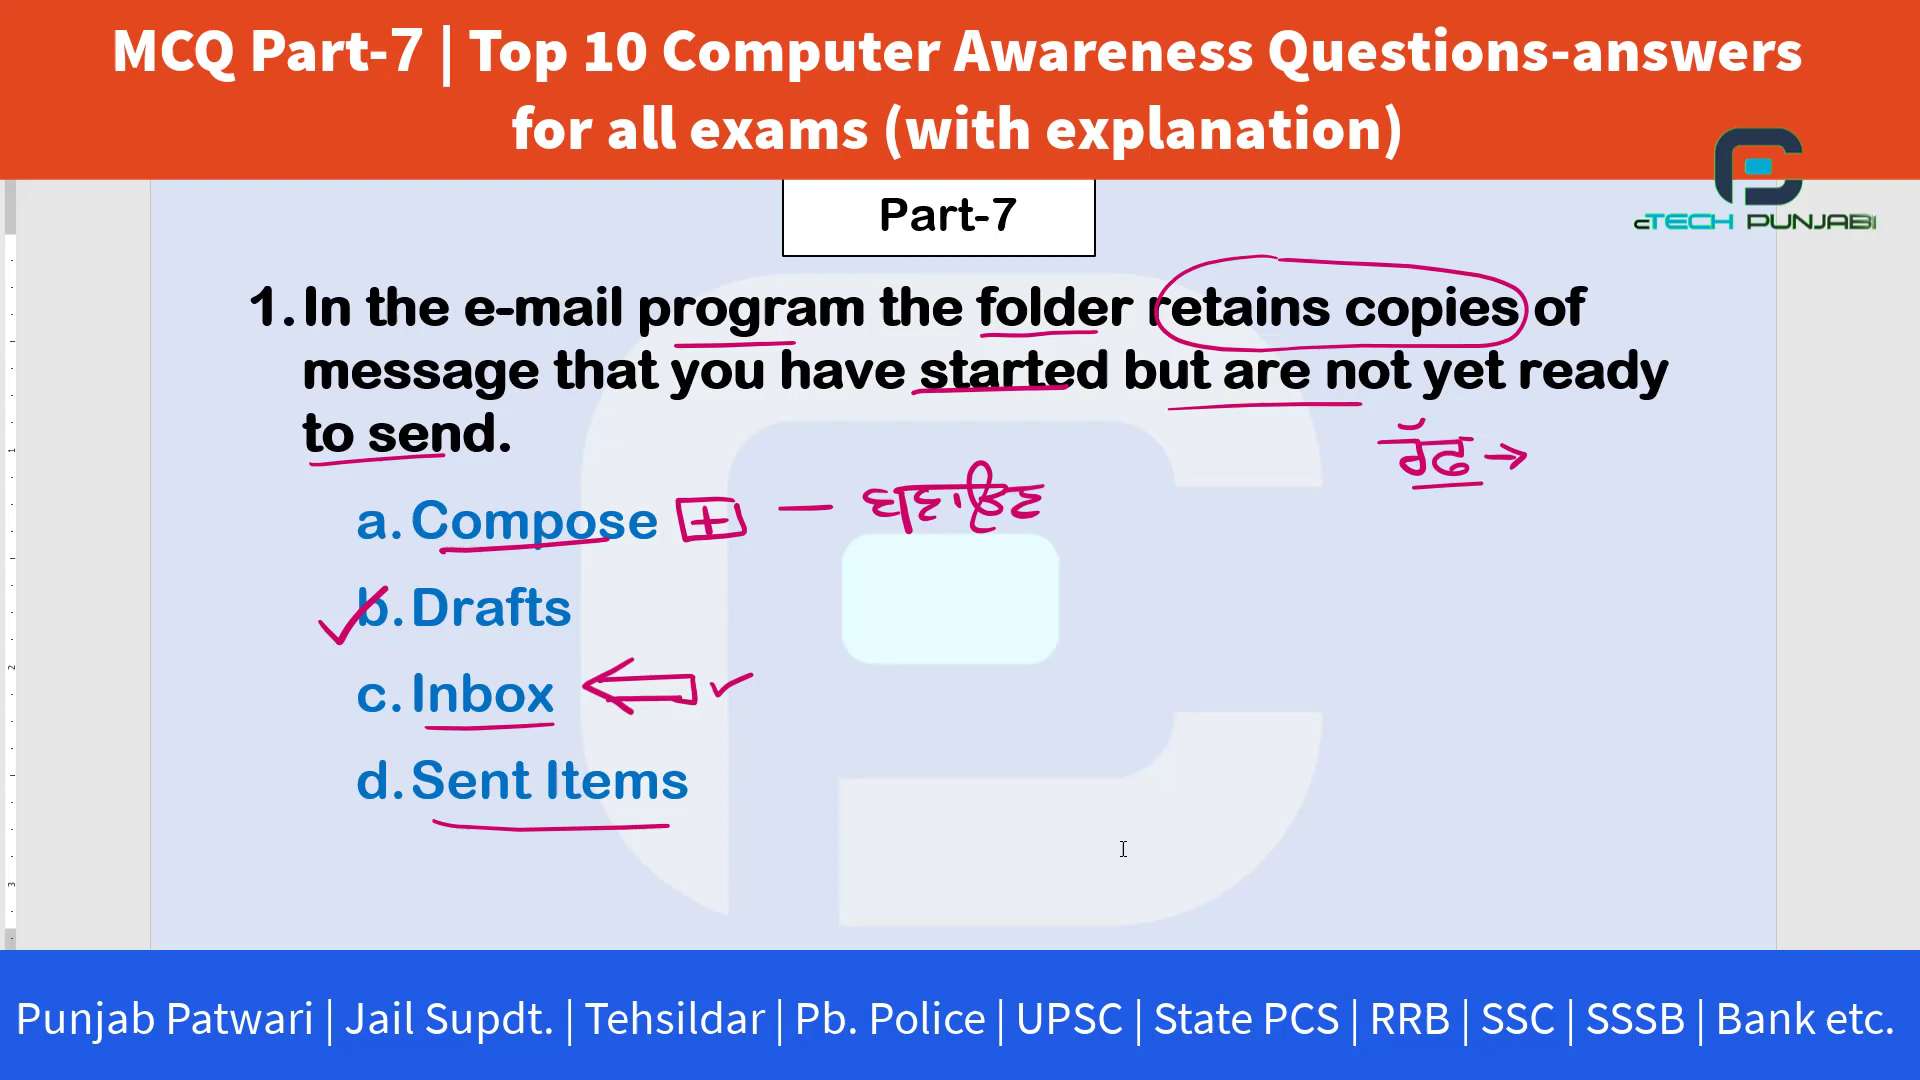 MCQ Part-7 | Top 10 Computer Awareness Questions-answers
for all exams (with explanation)
eTECH PUNJABI
Part-7
1. In the e-mail program the folder retains copies of
message that you have started but are not yet ready
to send.
a. Compose
b. Drafts
c. Inbox
d. Sent Items
Punjab Patwari | Jail Supdt. | Tehsildar | Pb. Police | UPSC | State PCS | RRB | SSC | SSSB | Bank etc.